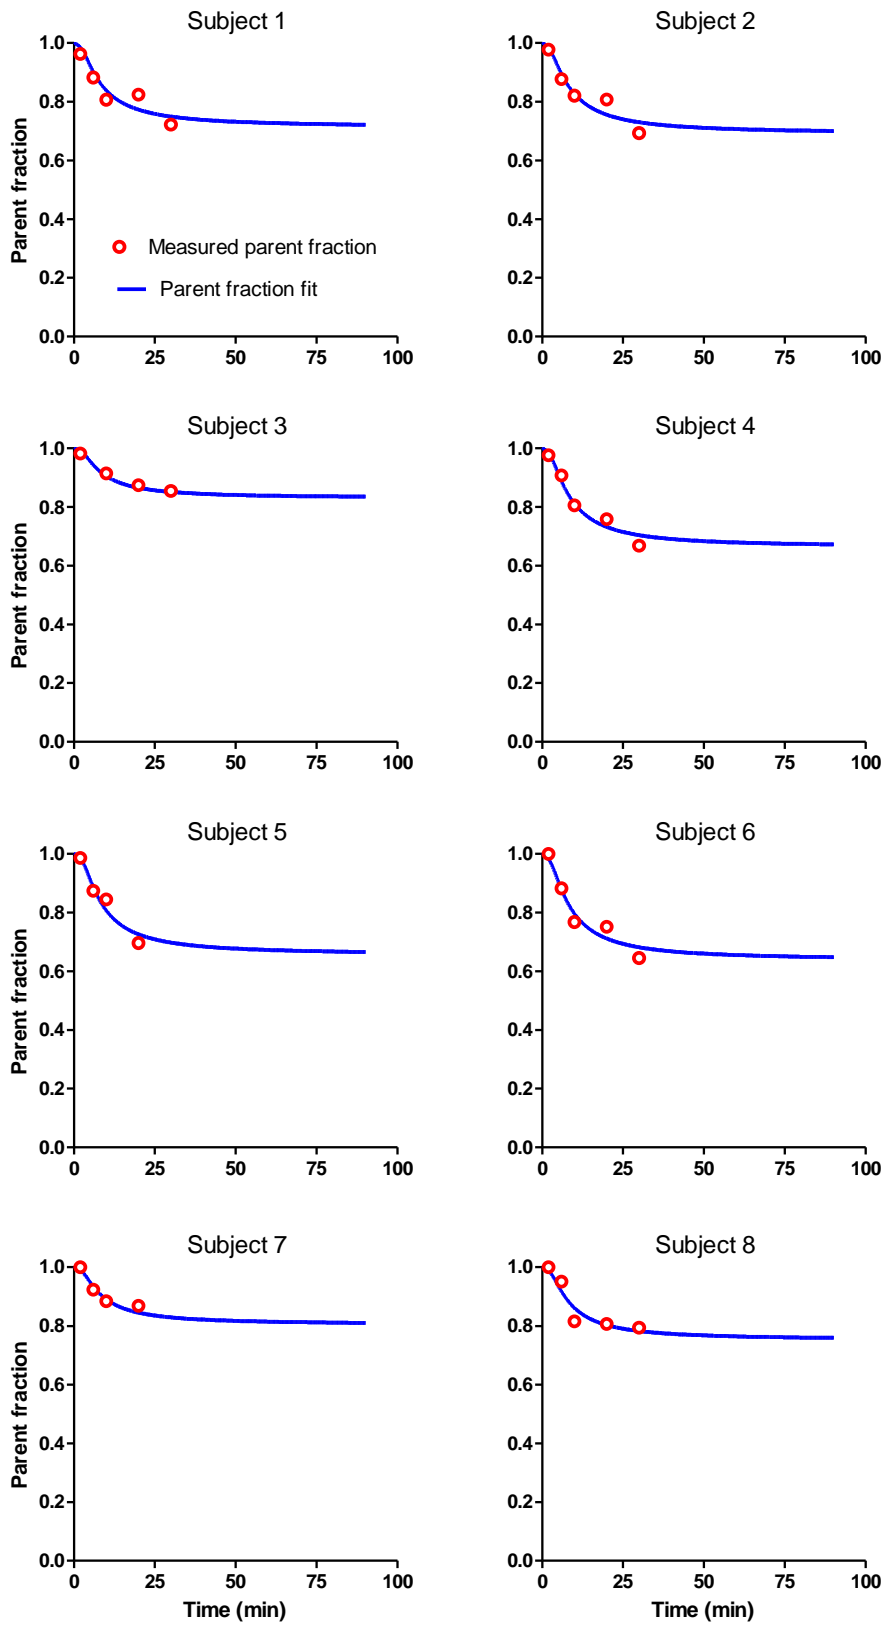 Subject 1
Parent fraction
1.0
0.8
0.6
0.4
0.2
0.0
Measured parent fraction
Parent fraction fit
0 25 50 75 100
Subject 2
1.0
0.8
0.6
0.4
0.2
0.0
0 25 50 75 100
Subject 3
Parent fraction
1.0
0.8
0.6
0.4
0.2
0.0
0 25 50 75 100
Subject 4
1.0
0.8
0.6
0.4
0.2
0.0
0 25 50 75 100
Subject 5
Parent fraction
1.0
0.8
0.6
0.4
0.2
0.0
0 25 50 75 100
Subject 6
1.0
0.8
0.6
0.4
0.2
0.0
0 25 50 75 100
Subject 7
Parent fraction
1.0
0.8
0.6
0.4
0.2
0.0
0 25 50 75 100
Time (min)
Subject 8
1.0
0.8
0.6
0.4
0.2
0.0
0 25 50 75 100
Time (min)